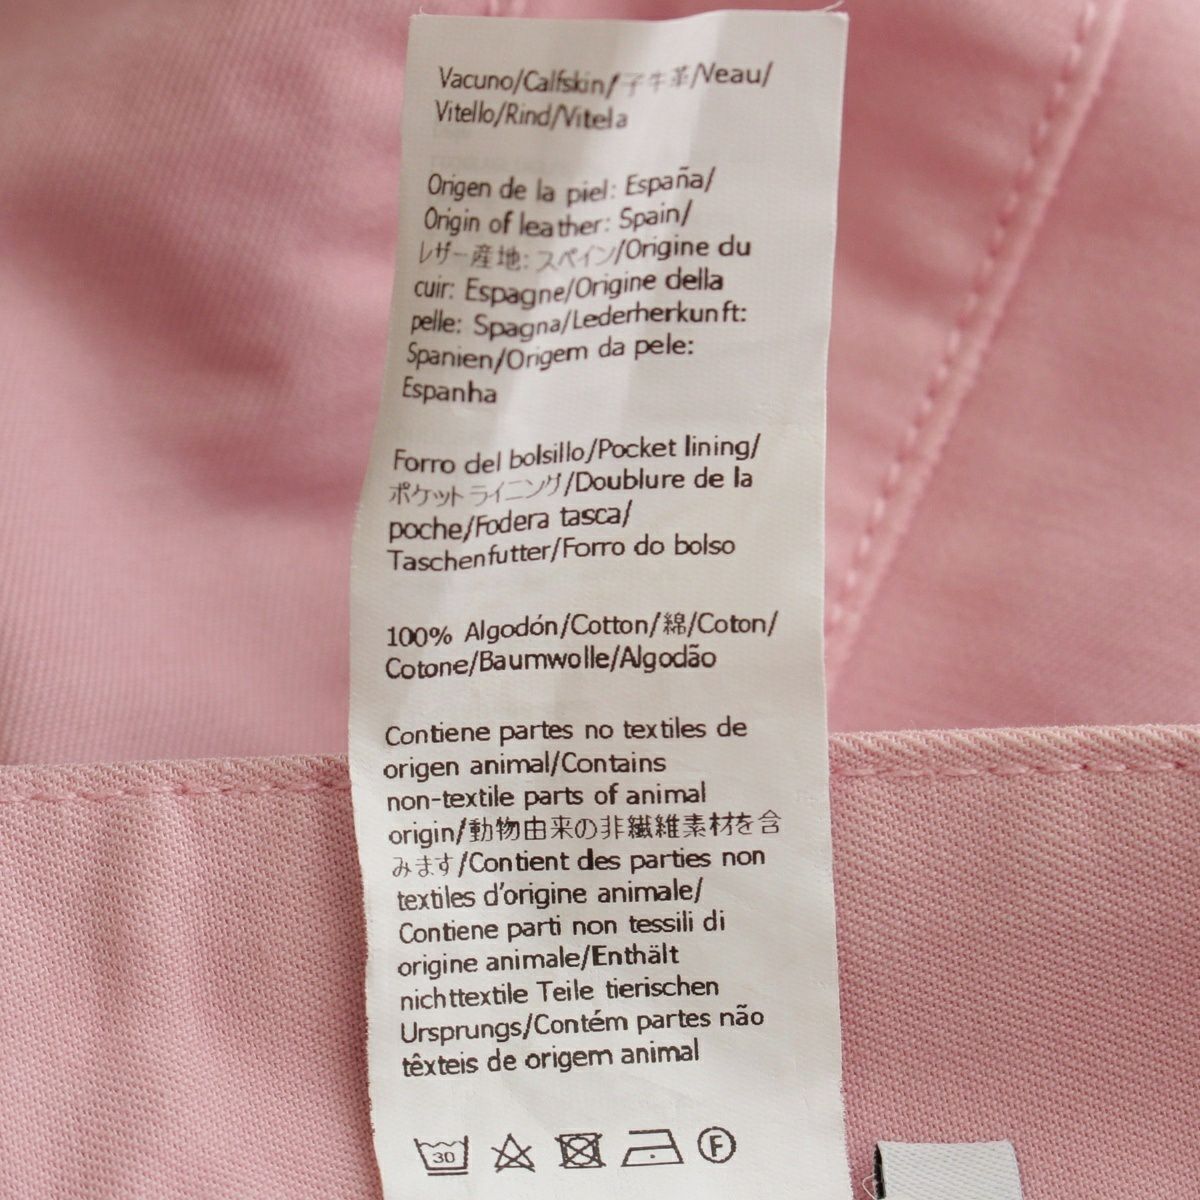 Vacuno/Calfskin/子牛革/Veau/
Vitello/Rind/Vitela
Origen de la piel: España/
Origin of leather: Spain/
レザー産地: スペイン/Origine du
cuir: Espagne/Origine della
pelle: Spagna/Lederherkunft:
Spanien/Origem da pele:
Espanha
Forro del bolsillo/Pocket lining/
ポケットライニング/Doublure de la
poche/Fodera tasca/
Taschenfutter/Forro do bolso
100% Algodón/Cotton/綿/Coton/
Cotone/Baumwolle/Algodão
Contiene partes no textiles de
origen animal/Contains
non-textile parts of animal
origin/動物由来の非繊維素材を含
みます/Contient des parties non
textiles d'origine animale/
Contiene parti non tessili di
origine animale/Enthält
nichttextile Teile tierischen
Ursprungs/Contém partes não
têxteis de origem animal
30 F